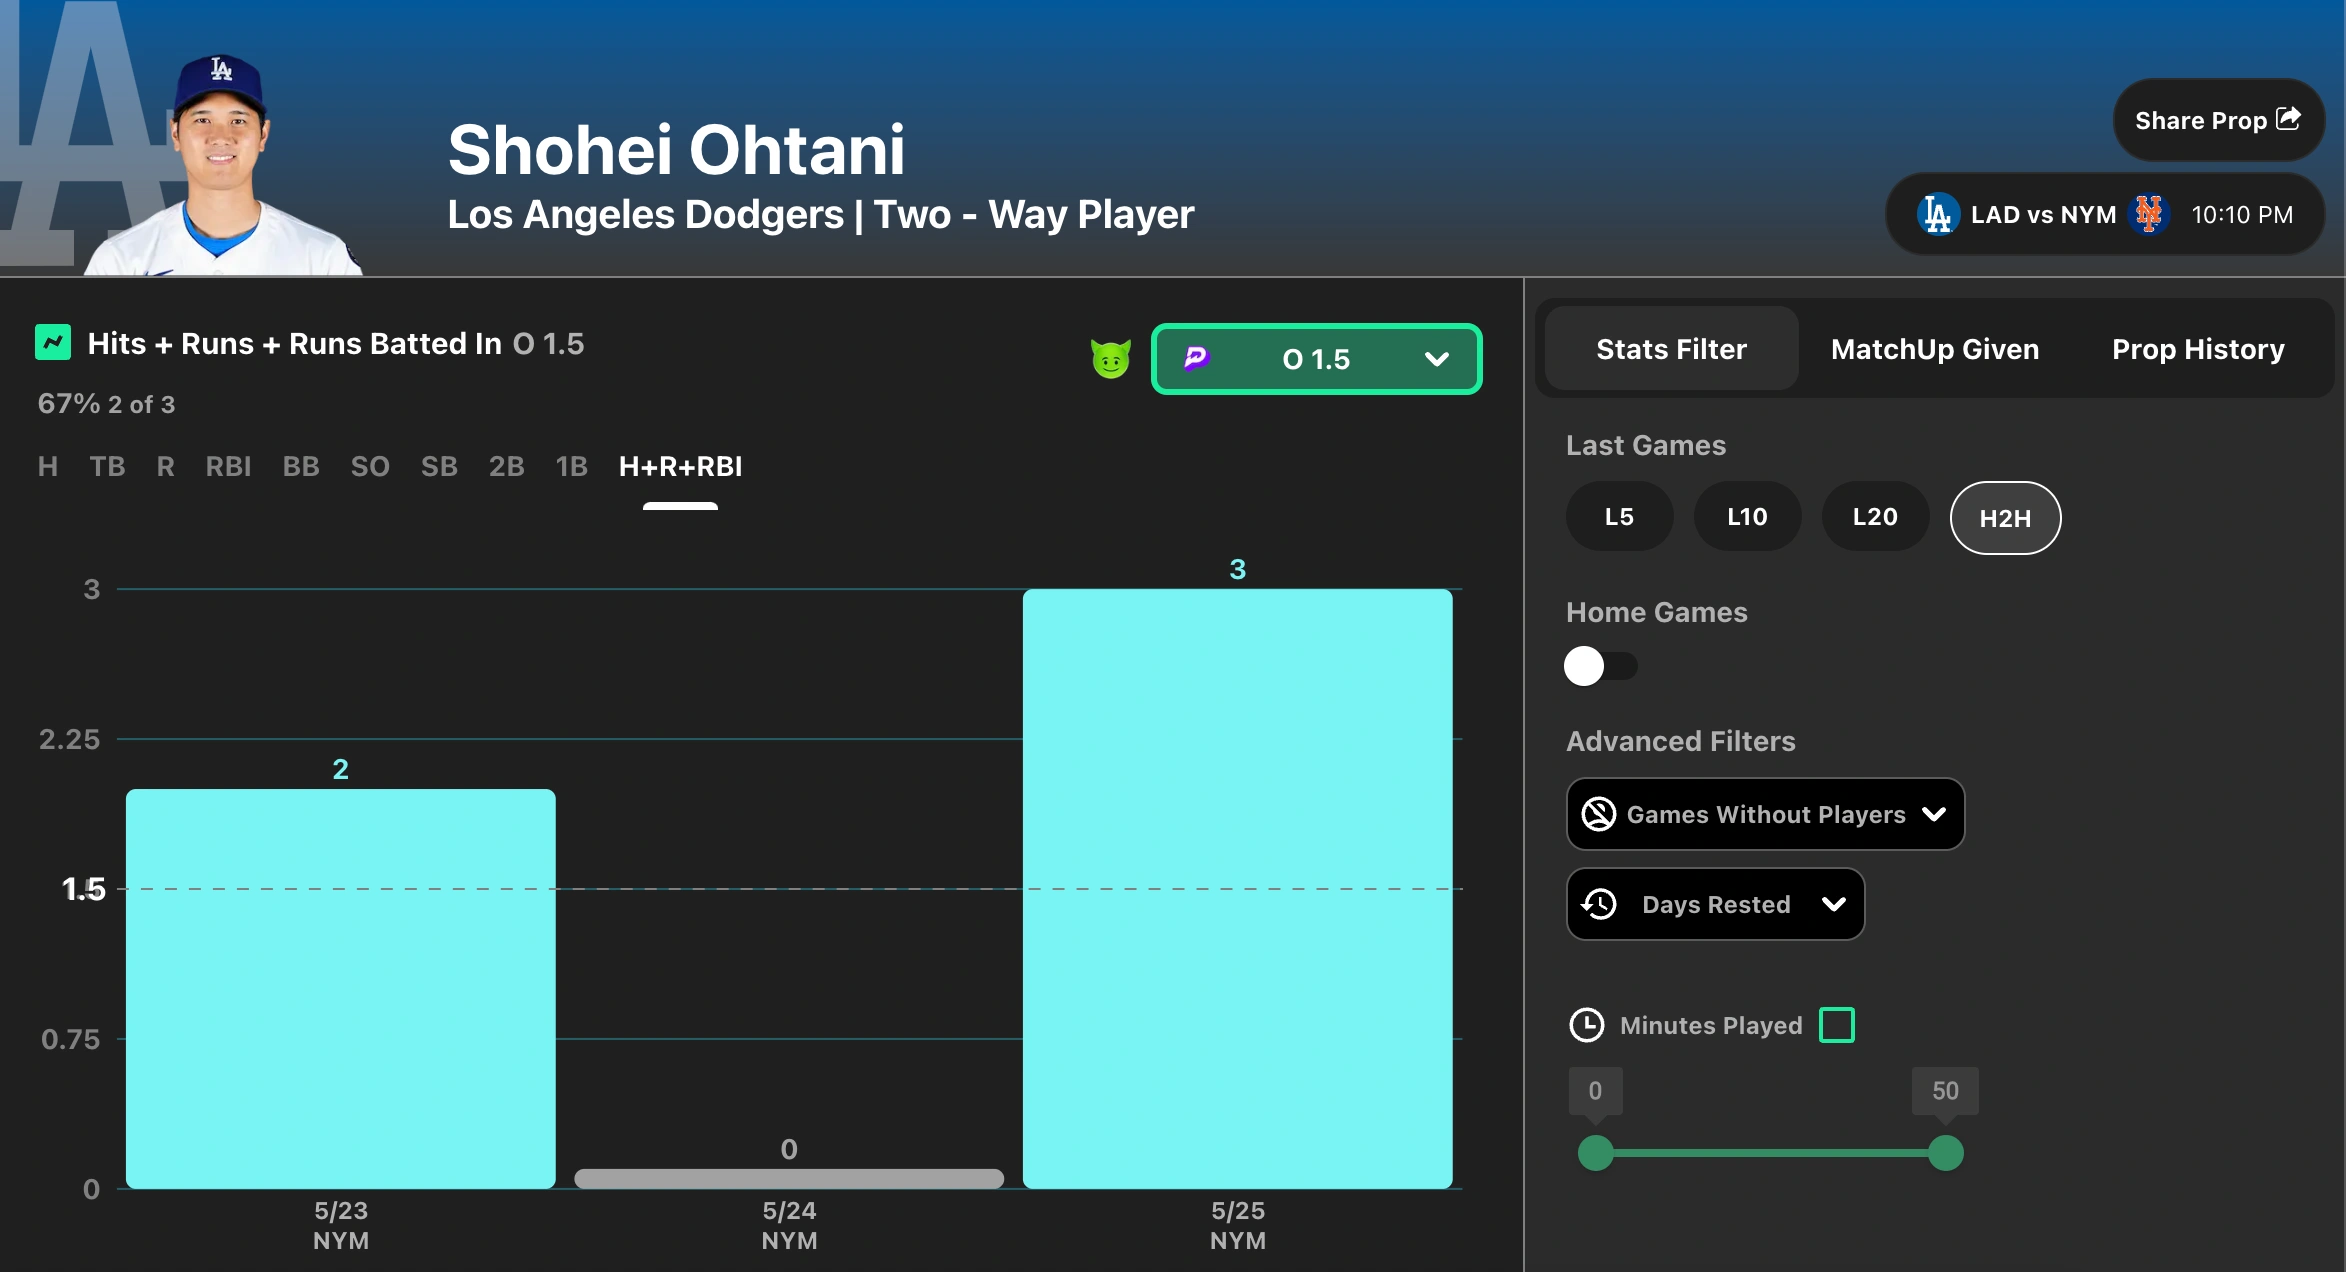 Shohei Ohtani
Los Angeles Dodgers | Two - Way Player
Share Prop
LAD vs NYM 10:10 PM
Hits + Runs + Runs Batted In O 1.5
67% 2 of 3
O 1.5
H TB R RBI BB SO SB 2B 1B H+R+RBI
3
2.25
1.5
0.75
0
2
0
3
5/23
NYM
5/24
NYM
5/25
NYM
Stats Filter MatchUp Given Prop History
Last Games
L5 L10 L20 H2H
Home Games
Advanced Filters
Games Without Players
Days Rested
Minutes Played
0 50